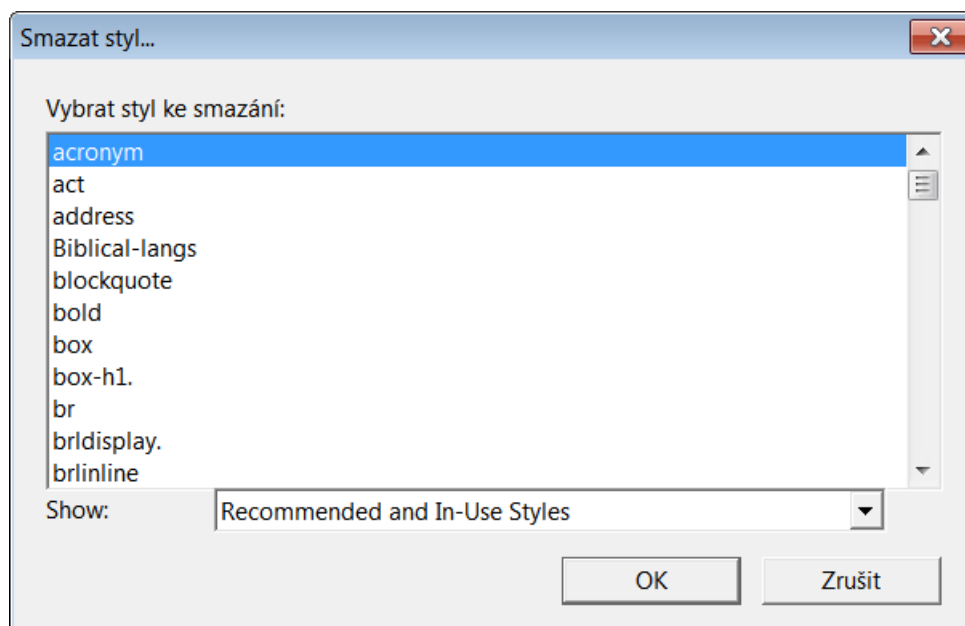 Smazat styl...
Vybrat styl ke smazání:
acronym
act
address
Biblical-langs
blockquote
bold
box
box-h1.
br
brldisplay.
brlinline
Show: Recommended and In-Use Styles
OK Zrušit